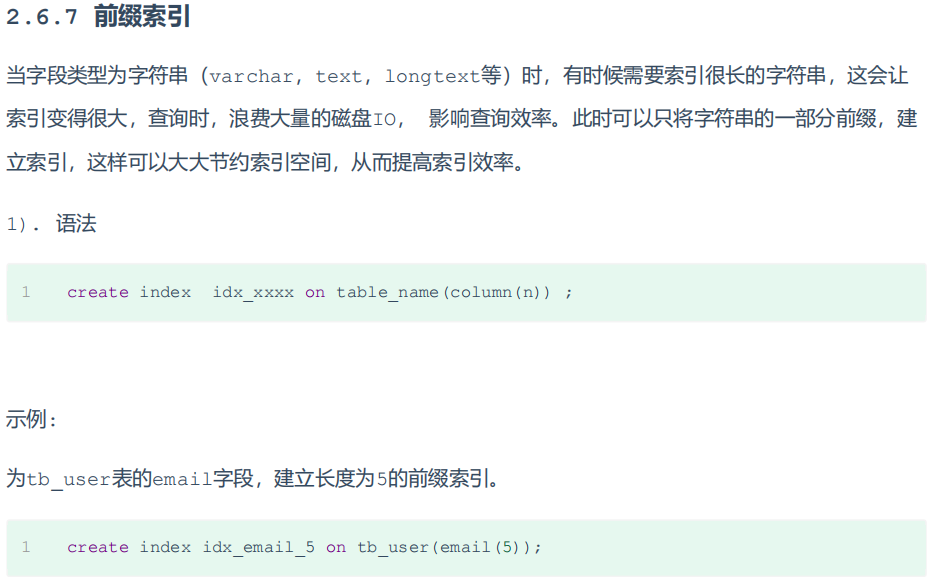 2.6.7 前缀索引
当字段类型为字符串（varchar，text，longtext等）时，有时候需要索引很长的字符串，这会让
索引变得很大，查询时，浪费大量的磁盘IO， 影响查询效率。此时可以只将字符串的一部分前缀，建
立索引，这样可以大大节约索引空间，从而提高索引效率。
1). 语法
1 create index  idx_xxxx on table_name(column(n)) ;
示例：
为tb_user表的email字段，建立长度为5的前缀索引。
1 create index idx_email_5 on tb_user(email(5));